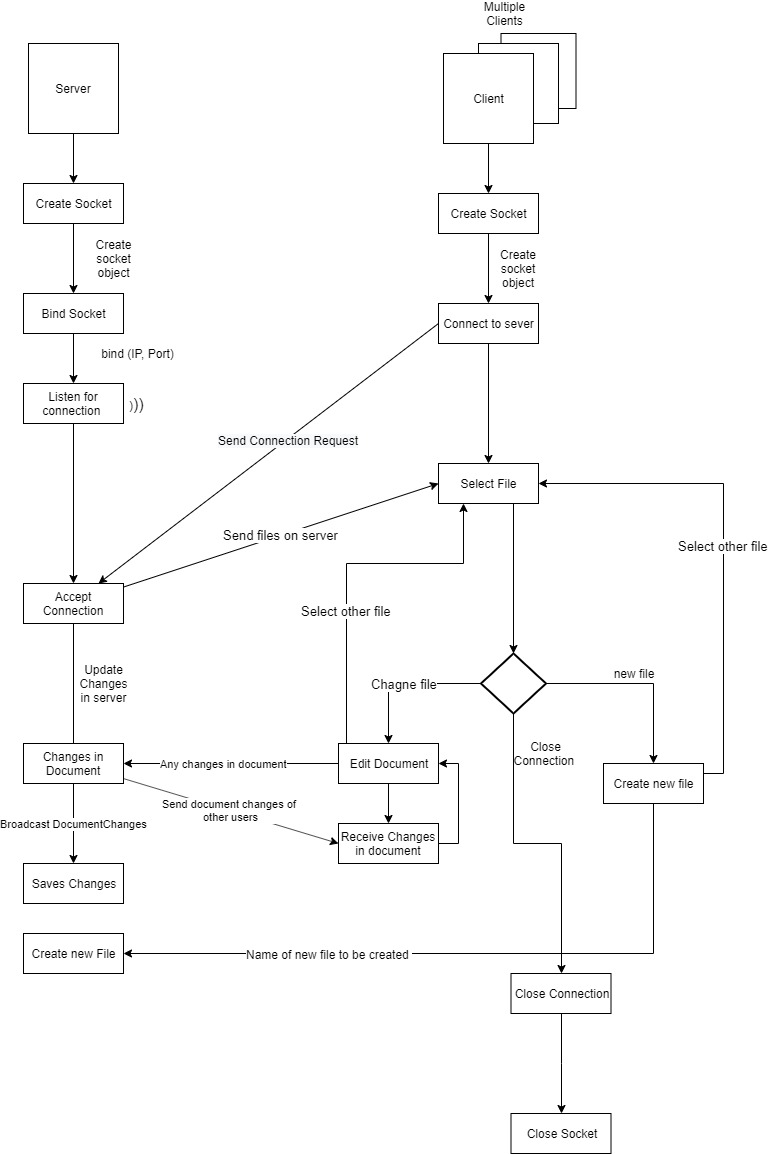 Multiple
Clients
Server
Client
Create Socket
Create Socket
Create
socket
object
Create
socket
object
Bind Socket
Connect to sever
bind (IP, Port)
Listen for
connection
)))
Send Connection Request
Select File
Send files on server
Select other file
Accept
Connection
Select other file
Update
Changes
in server
Chagne file
new file
Changes in
Document
Any changes in document
Edit Document
Close
Connection
Create new file
Send document changes of
other users
Broadcast DocumentChanges
Receive Changes
in document
Saves Changes
Create new File
Name of new file to be created
Close Connection
Close Socket